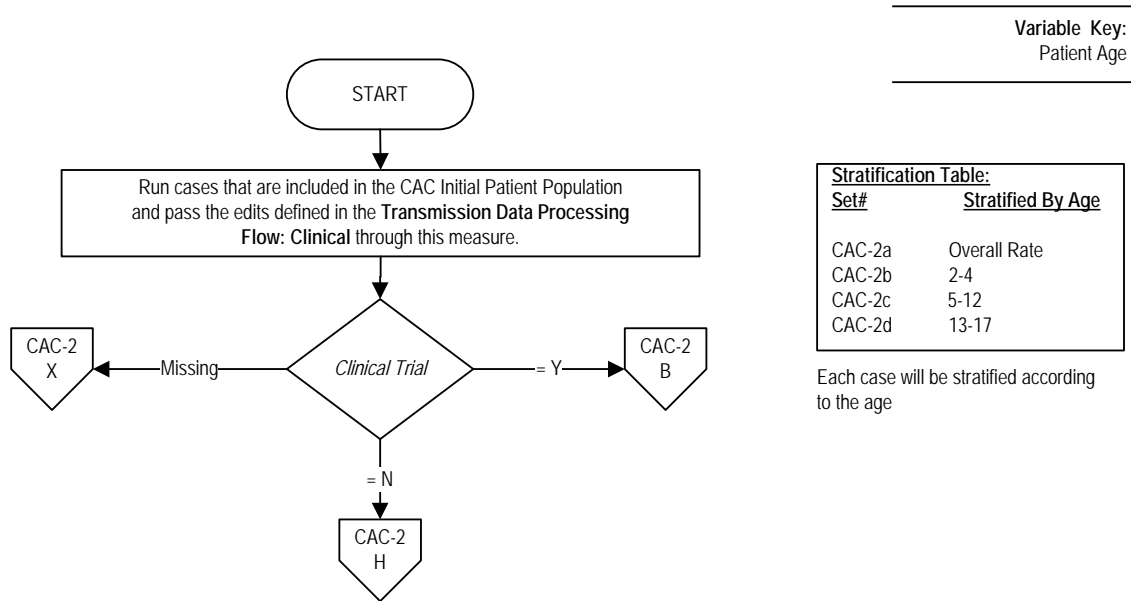 Variable Key:
Patient Age
START
Run cases that are included in the CAC Initial Patient Population
and pass the edits defined in the Transmission Data Processing
Flow: Clinical through this measure.
Stratification Table:
Set# Stratified By Age
CAC-2a Overall Rate
CAC-2b 2-4
CAC-2c 5-12
CAC-2d 13-17
Each case will be stratified according
to the age
CAC-2
X
Missing
Clinical Trial
= Y
CAC-2
B
= N
CAC-2
H